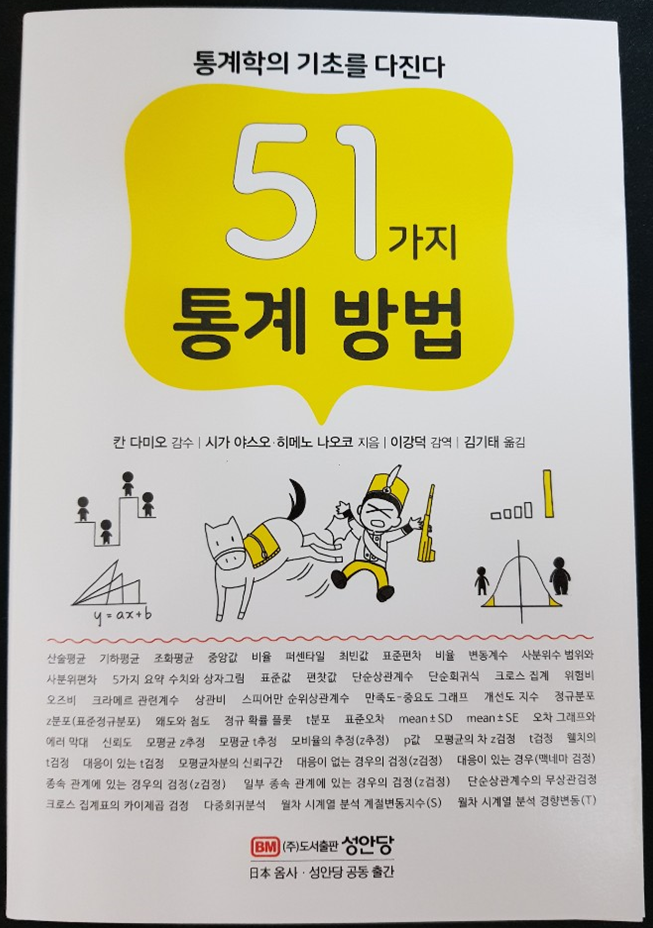 통계학의 기초를 다진다
51가지
통계 방법
칸 다미오 감수 | 시가 야스오·히메노 나오코 지음 | 이강덕 감역 | 김기태 옮김
y = ax+b
산술평균 기하평균 조화평균 중앙값 비율 퍼센타일 최빈값 표준편차 비율 변동계수 사분위수 범위와
사분위편차 5가지 요약 수치와 상자그림 표준값 편찻값 단순상관계수 단순회귀식 크로스 집계 위험비
오즈비 크라메르 관련계수 상관비 스피어만 순위상관계수 만족도-중요도 그래프 개선도 지수 정규분포
z분포(표준정규분포) 왜도와 첨도 정규 확률 플롯 t분포 표준오차 mean±SD mean±SE 오차 그래프와
에러 막대 신뢰도 모평균 z추정 모평균 t추정 모비율의 추정(z추정) p값 모평균의 차 z검정 t검정 웰치의
t검정 대응이 있는 t검정 모평균차분의 신뢰구간 대응이 없는 경우의 검정(z검정) 대응이 있는 경우(맥네마 검정)
종속 관계에 있는 경우의 검정(z검정) 일부 종속 관계에 있는 경우의 검정(z검정) 단순상관계수의 무상관검정
크로스 집계표의 카이제곱 검정 다중회귀분석 월차 시계열 분석 계절변동지수(S) 월차 시계열 분석 경향변동(T)
BM (주)도서출판 성안당
日本 옴사·성안당 공동 출간